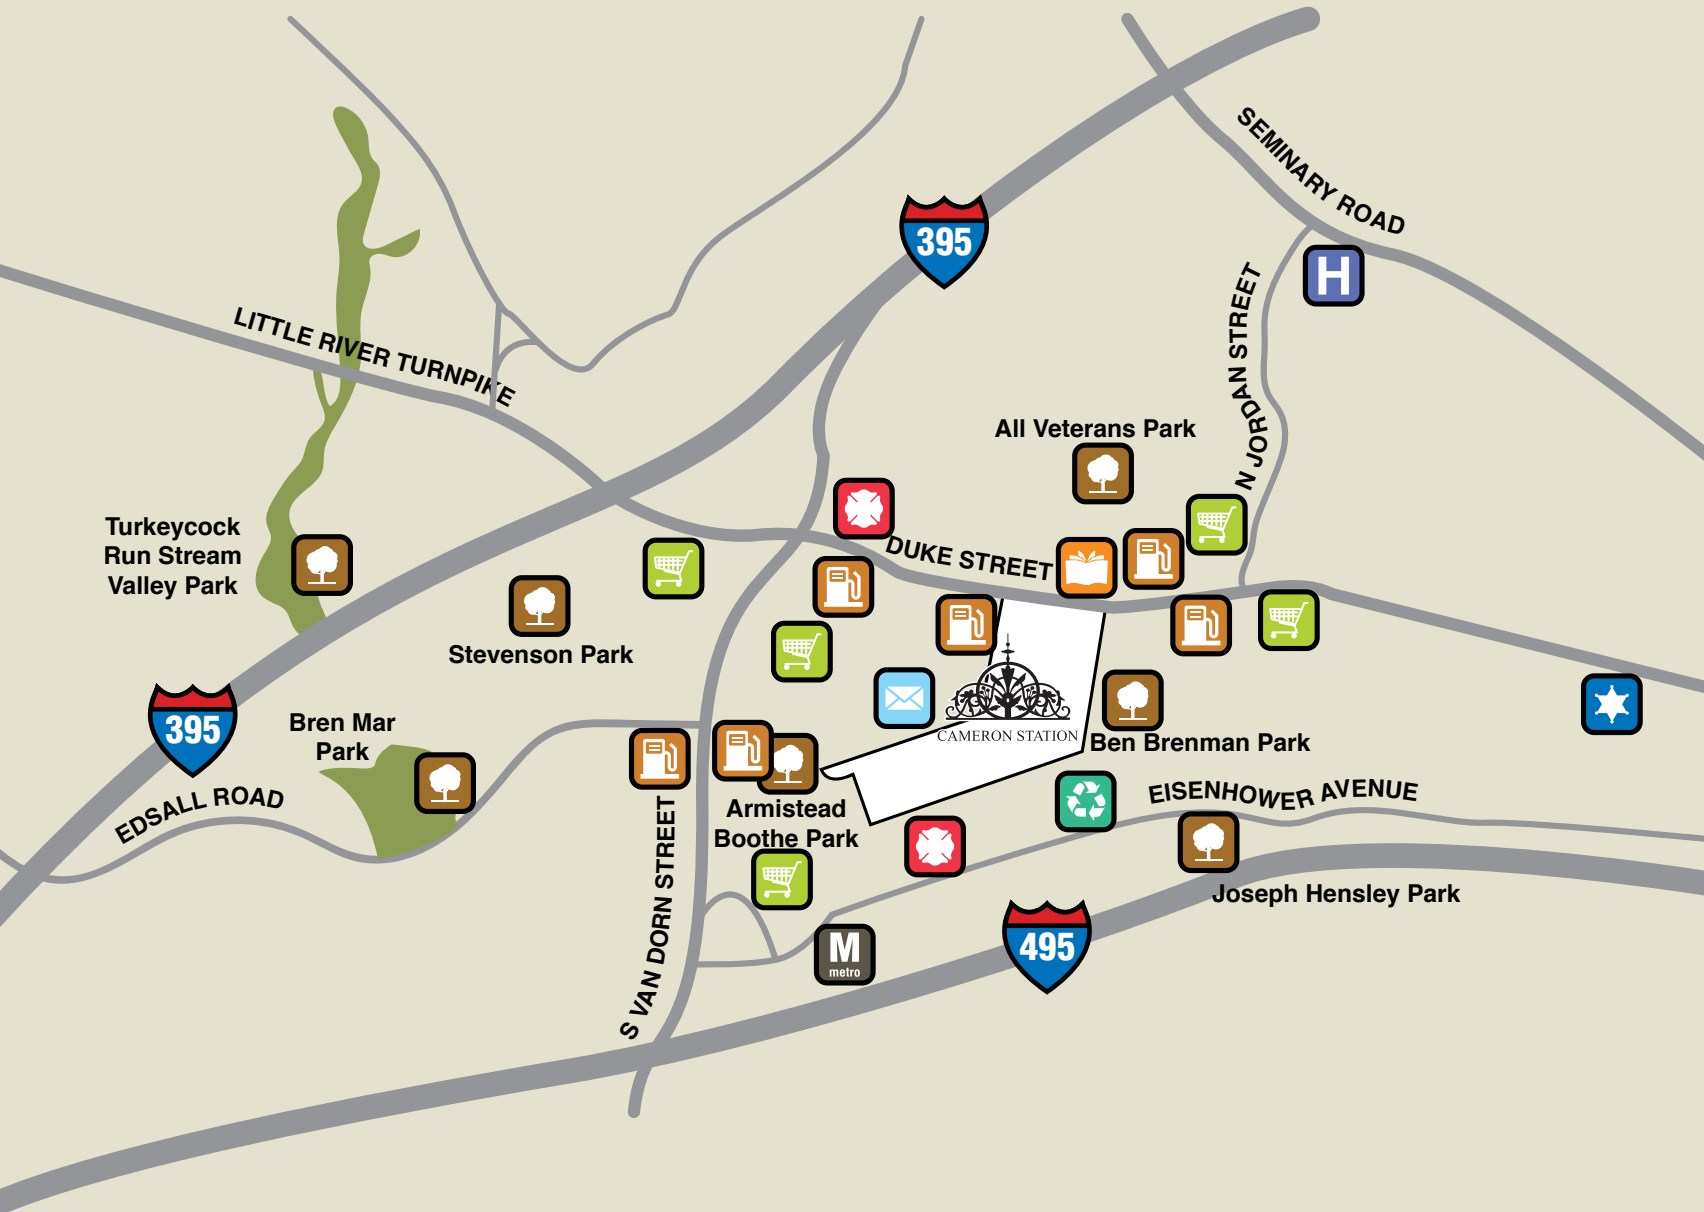 SEMINARY ROAD
395
H
N JORDAN STREET
LITTLE RIVER TURNPIKE
All Veterans Park
Turkeycock
Run Stream
Valley Park
DUKE STREET
Stevenson Park
395
Bren Mar
Park
CAMERON STATION
Ben Brenman Park
EDSALL ROAD
Armistead
Boothe Park
EISENHOWER AVENUE
S VAN DORN STREET
Joseph Hensley Park
495
M
metro